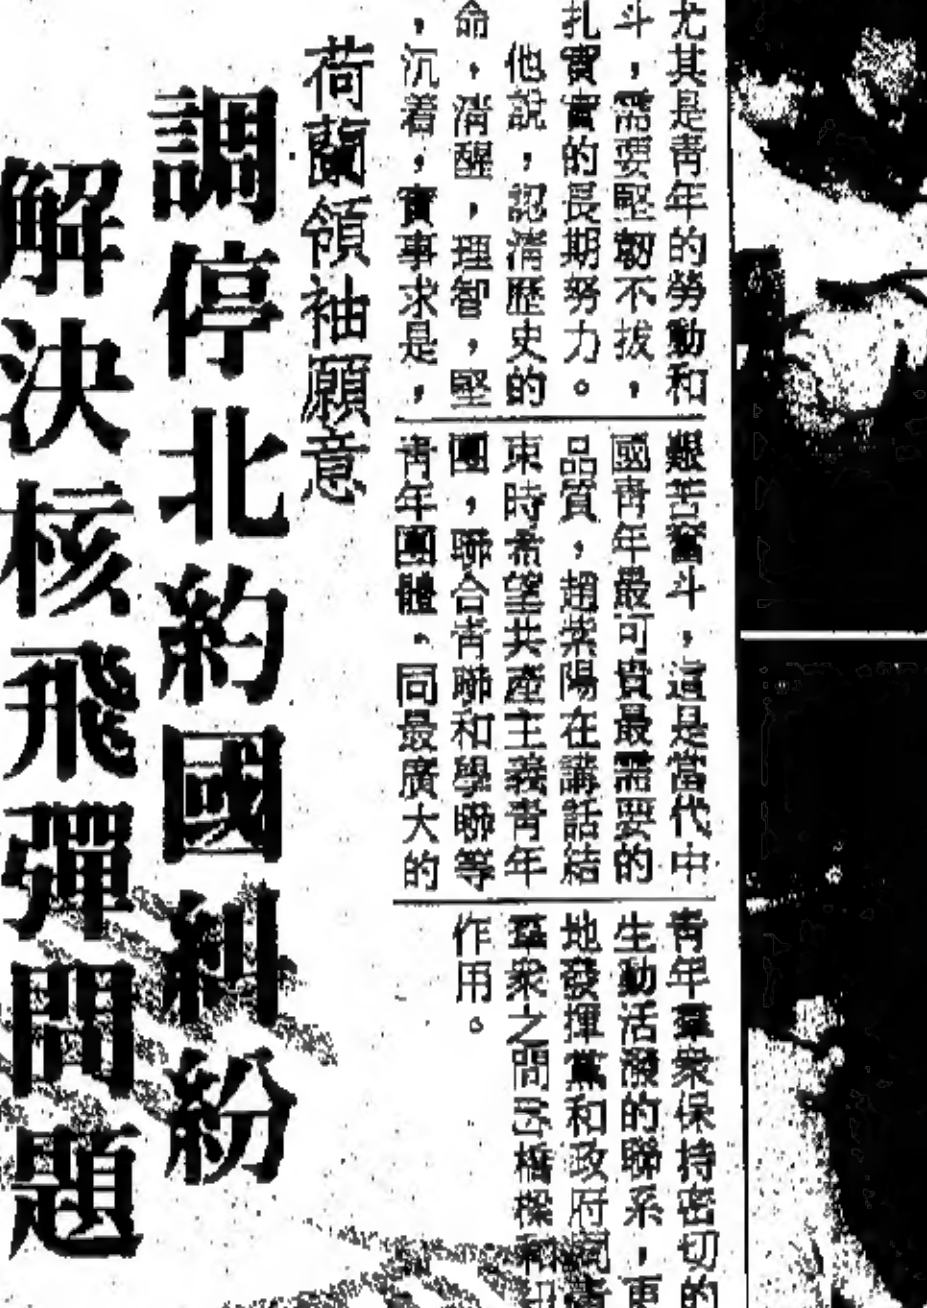 尤其是青年的勞動和
斗，需要堅韌不拔，
扎實實的長期努力。
他說，認清歷史的
命，清醒，理智，堅
，沉着，實事求是，
艱苦奮斗，這是當代中
國青年最可貴最需要的
品質，趙紫陽在講話結
束時希望共產主義青年
團，聯合青聯和學聯等
青年團體。同最廣大的
青年羣衆保持密切的
生動活潑的聯系，更
地發揮黨和政府同青
羣衆之間
作用。
荷蘭領袖願意
調停北約國糾紛
解決核飛彈問題